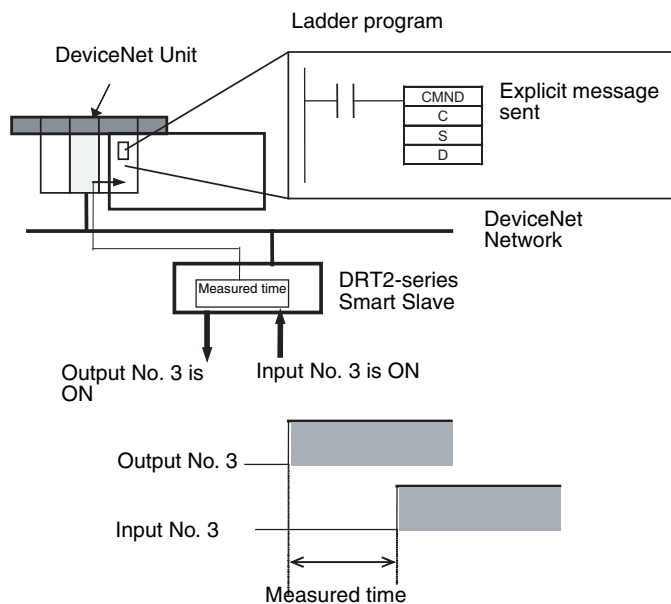 Ladder program
DeviceNet Unit
CMND
C
S
D
Explicit message
sent
DeviceNet
Network
Measured time
DRT2-series
Smart Slave
Output No. 3 is
ON
Input No. 3 is ON
Output No. 3
Input No. 3
Measured time